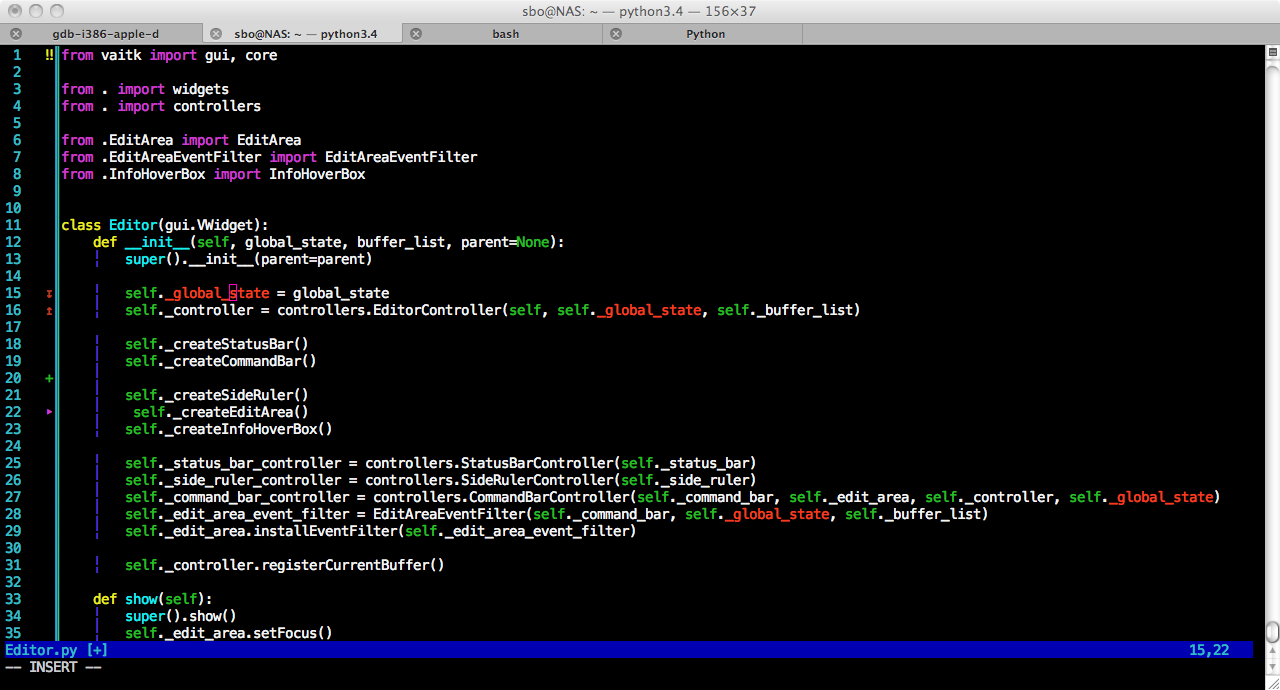 sbo@NAS: ~ — python3.4 — 156×37
gdb-i386-apple-d sbo@NAS: ~ — python3.4 bash Python
1 !! from vaitk import gui, core
2
3 from . import widgets
4 from . import controllers
5
6 from .EditArea import EditArea
7 from .EditAreaEventFilter import EditAreaEventFilter
8 from .InfoHoverBox import InfoHoverBox
9
10
11 class Editor(gui.VWidget):
12     def __init__(self, global_state, buffer_list, parent=None):
13         super().__init__(parent=parent)
14
15 ↧         self._global_state = global_state
16 ↥         self._controller = controllers.EditorController(self, self._global_state, self._buffer_list)
17
18         self._createStatusBar()
19         self._createCommandBar()
20 +
21         self._createSideRuler()
22 ▸          self._createEditArea()
23         self._createInfoHoverBox()
24
25         self._status_bar_controller = controllers.StatusBarController(self._status_bar)
26         self._side_ruler_controller = controllers.SideRulerController(self._side_ruler)
27         self._command_bar_controller = controllers.CommandBarController(self._command_bar, self._edit_area, self._controller, self._global_state)
28         self._edit_area_event_filter = EditAreaEventFilter(self._command_bar, self._global_state, self._buffer_list)
29         self._edit_area.installEventFilter(self._edit_area_event_filter)
30
31         self._controller.registerCurrentBuffer()
32
33     def show(self):
34         super().show()
35         self._edit_area.setFocus()
Editor.py [+] 15,22
-- INSERT --